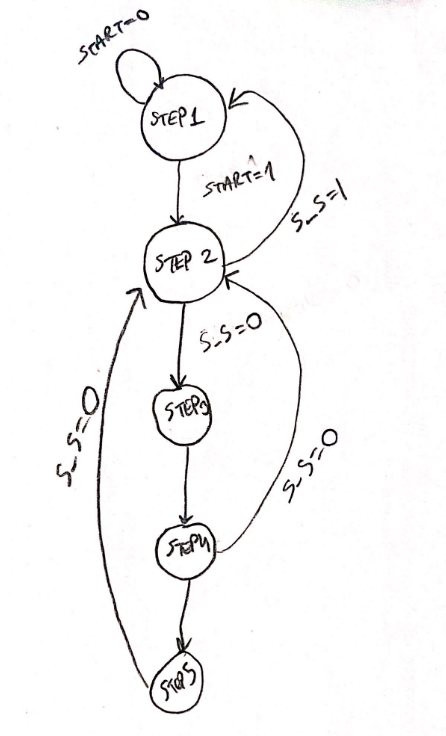 START=0
STEP1
START=1
S_S=1
STEP 2
S_S=0
S_S=0
STEP3
S_S=0
STEP4
STEP5